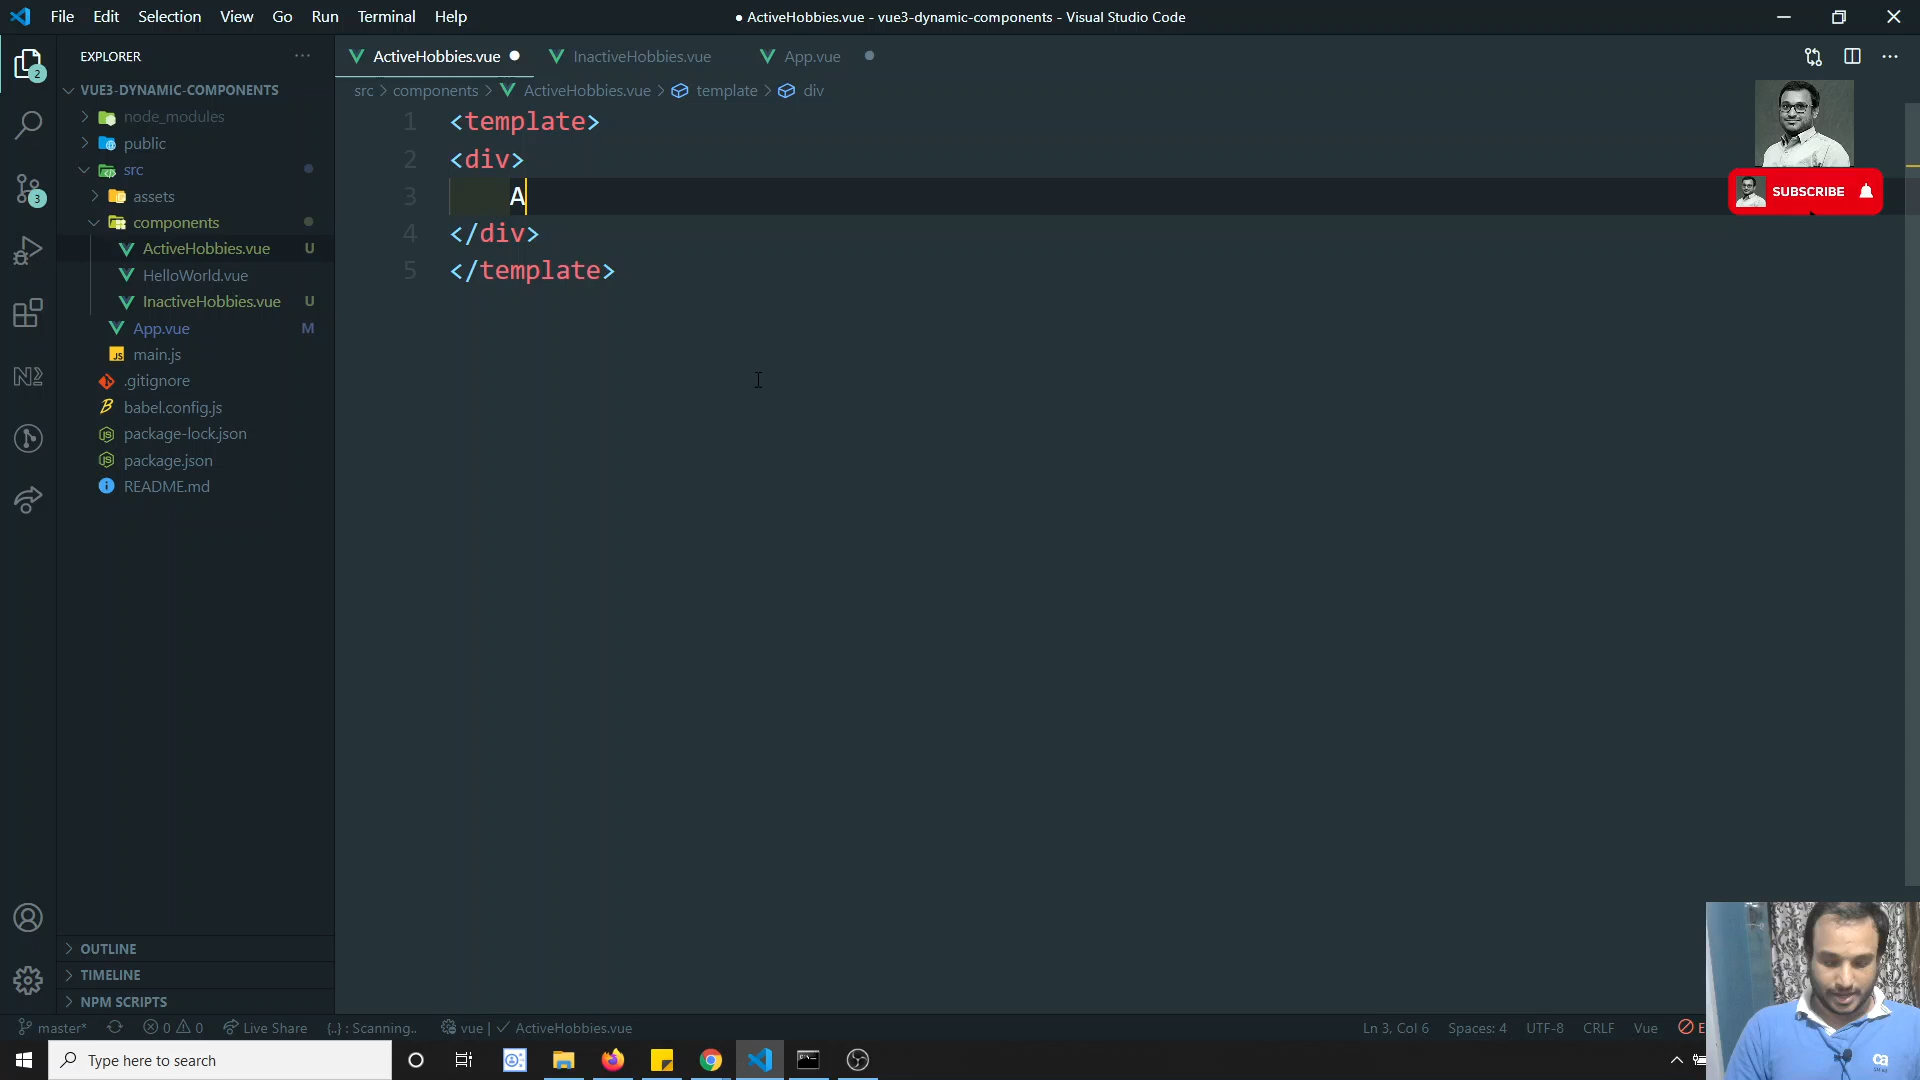 File Edit Selection View Go Run Terminal Help
● ActiveHobbies.vue - vue3-dynamic-components - Visual Studio Code
EXPLORER
ActiveHobbies.vue
InactiveHobbies.vue
App.vue
VUE3-DYNAMIC-COMPONENTS
src > components > ActiveHobbies.vue > template > div
node_modules
public
src
assets
components
ActiveHobbies.vue U
HelloWorld.vue
InactiveHobbies.vue U
App.vue M
main.js
.gitignore
babel.config.js
package-lock.json
package.json
README.md
1 <template>
2 <div>
3 A
4 </div>
5 </template>
SUBSCRIBE
2
3
OUTLINE
TIMELINE
NPM SCRIPTS
master* 0 0 Live Share {..} : Scanning.. vue | ActiveHobbies.vue
Ln 3, Col 6 Spaces: 4 UTF-8 CRLF Vue
Type here to search